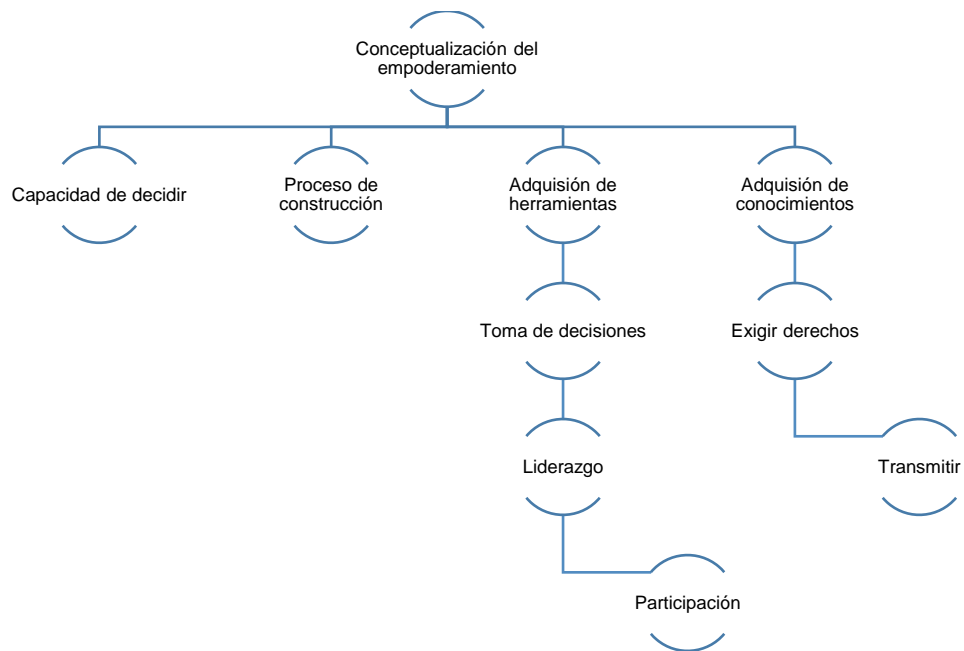 Conceptualización del
empoderamiento
Capacidad de decidir
Proceso de
construcción
Adquisión de
herramientas
Adquisión de
conocimientos
Toma de decisiones
Exigir derechos
Liderazgo
Transmitir
Participación